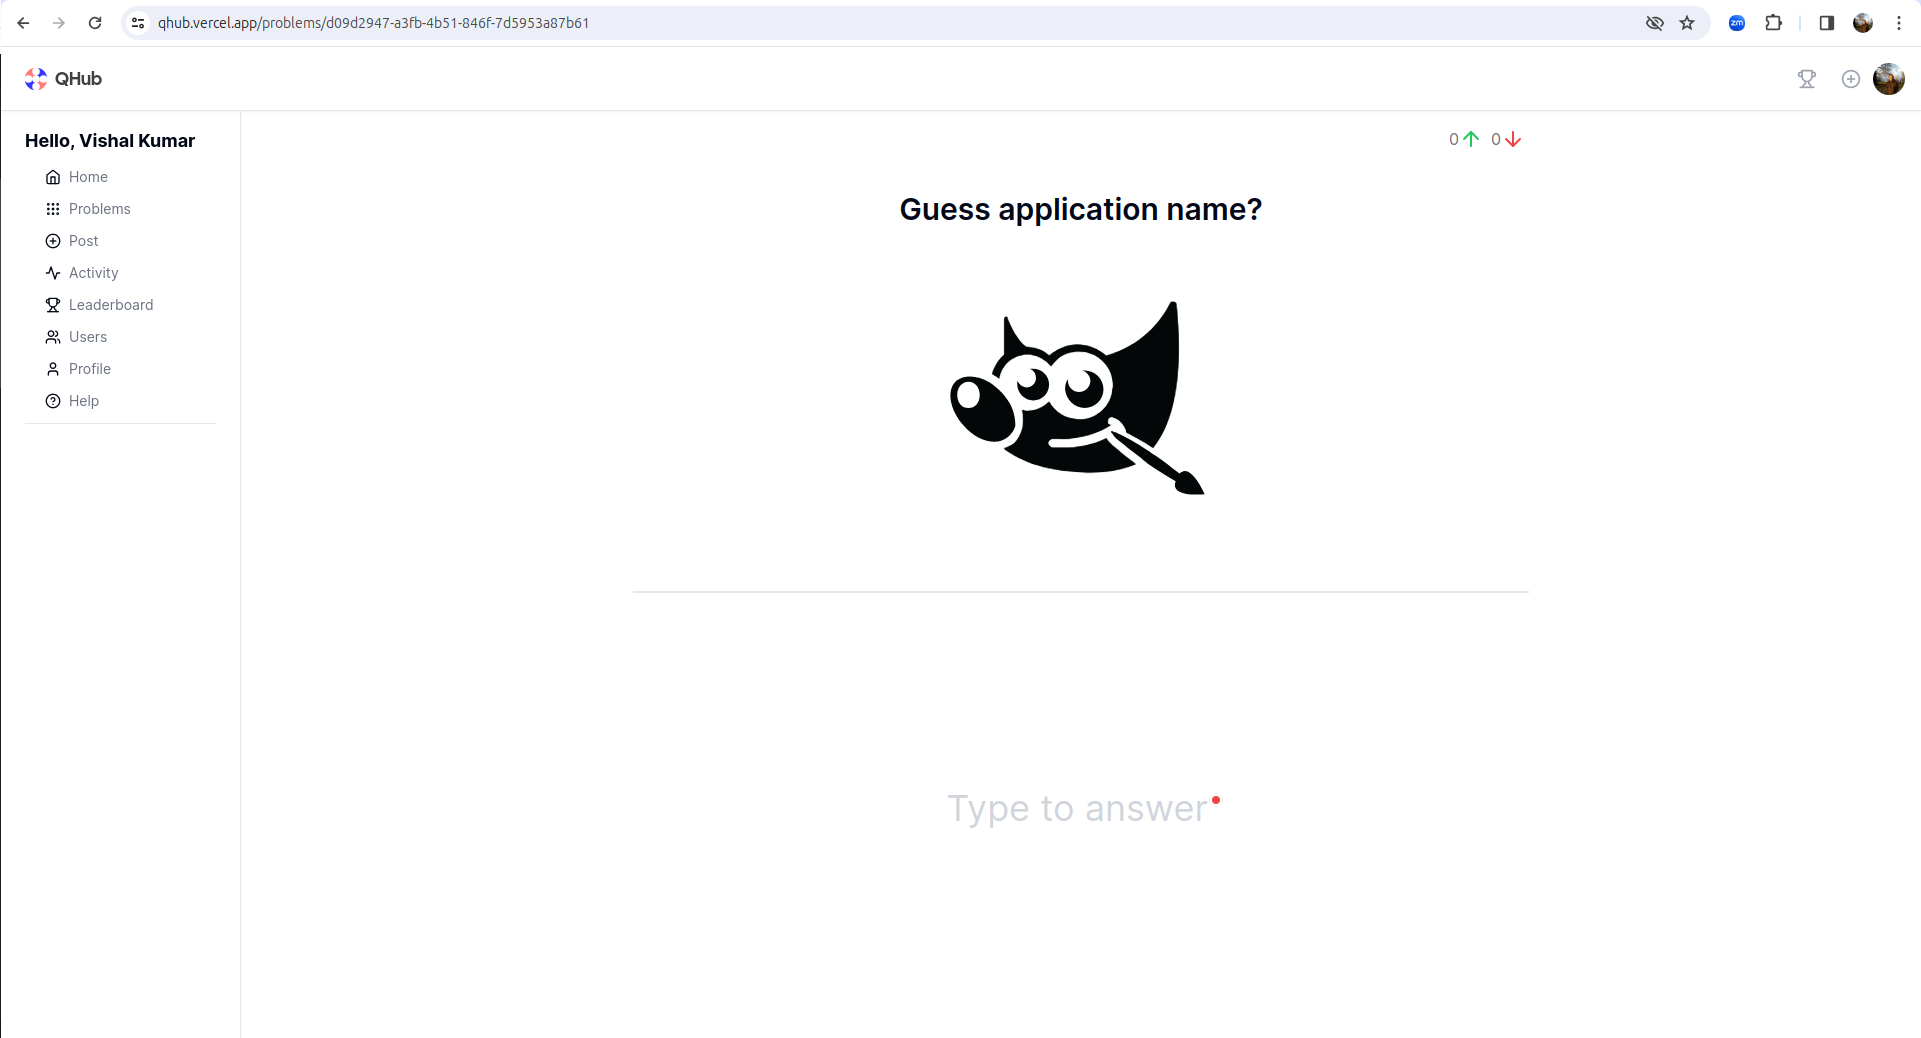 qhub.vercel.app/problems/d09d2947-a3fb-4b51-846f-7d5953a87b61
zm
QHub
Hello, Vishal Kumar
Home
Problems
Post
Activity
Leaderboard
Users
Profile
Help
0 0
Guess application name?
Type to answer